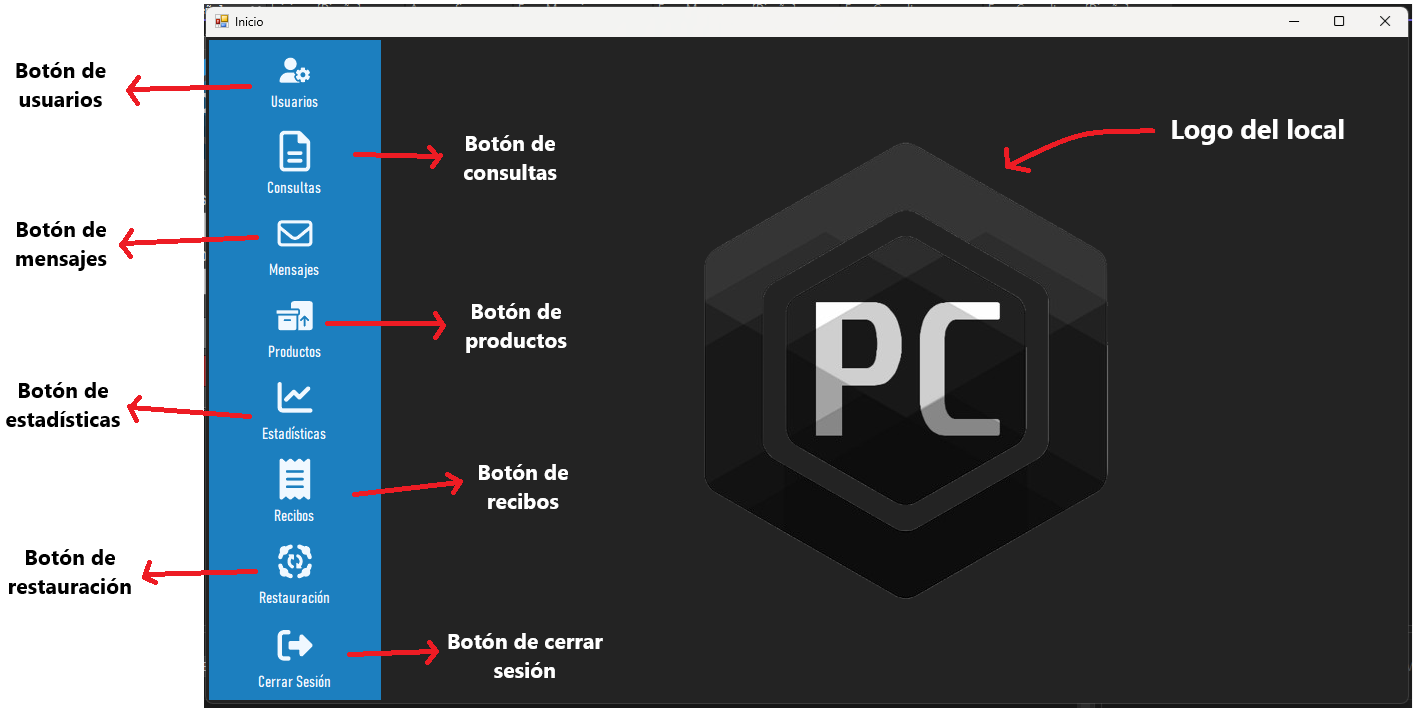 Inicio
Botón de
usuarios
Usuarios
Botón de
consultas
Logo del local
Consultas
Botón de
mensajes
Mensajes
Botón de
productos
PC
Productos
Botón de
estadísticas
Estadísticas
Botón de
recibos
Recibos
Botón de
restauración
Restauración
Botón de cerrar
sesión
Cerrar Sesión